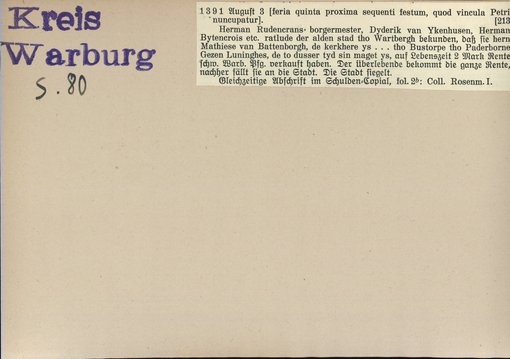 Kreis
Warburg
S. 80
1391 August 3 [feria quinta proxima sequenti festum, quod vincula Petri
nuncupatur]. [213
Herman Rudencrans borgermester, Dyderik van Ykenhusen, Herman
Bytencrois etc. ratlude der alden stad tho Wartbergh bekunden, daß sie hern
Mathiese van Battenborgh, de kerkhere ys . . . tho Bustorpe tho Paderborne
Gezen Luninghes, de to dusser tyd sin maget ys, auf Lebenszeit 2 Mark Rente
schw. Warb. Pfg. verkauft haben. Der Überlebende bekommt die ganze Rente,
nachher fällt sie an die Stadt. Die Stadt siegelt.
Gleichzeitige Abschrift im Schulden-Copial, fol. 2ᵇ: Coll. Rosenm. I.